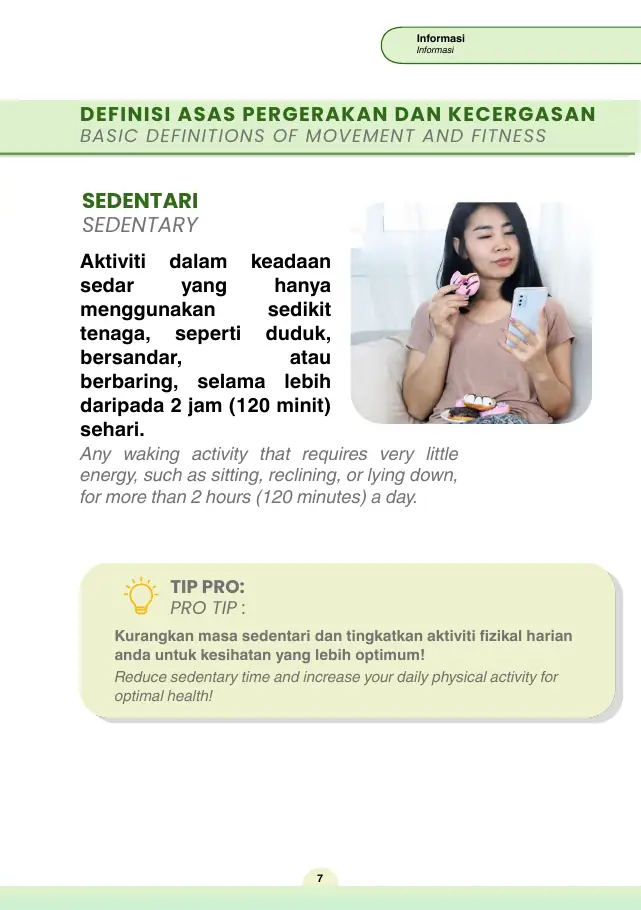 Informasi
Informasi
DEFINISI ASAS PERGERAKAN DAN KECERGASAN
BASIC DEFINITIONS OF MOVEMENT AND FITNESS
SEDENTARI
SEDENTARY
Aktiviti dalam keadaan
sedar yang hanya
menggunakan sedikit
tenaga, seperti duduk,
bersandar, atau
berbaring, selama lebih
daripada 2 jam (120 minit)
sehari.
Any waking activity that requires very little
energy, such as sitting, reclining, or lying down,
for more than 2 hours (120 minutes) a day.
TIP PRO:
PRO TIP :
Kurangkan masa sedentari dan tingkatkan aktiviti fizikal harian
anda untuk kesihatan yang lebih optimum!
Reduce sedentary time and increase your daily physical activity for
optimal health!
7